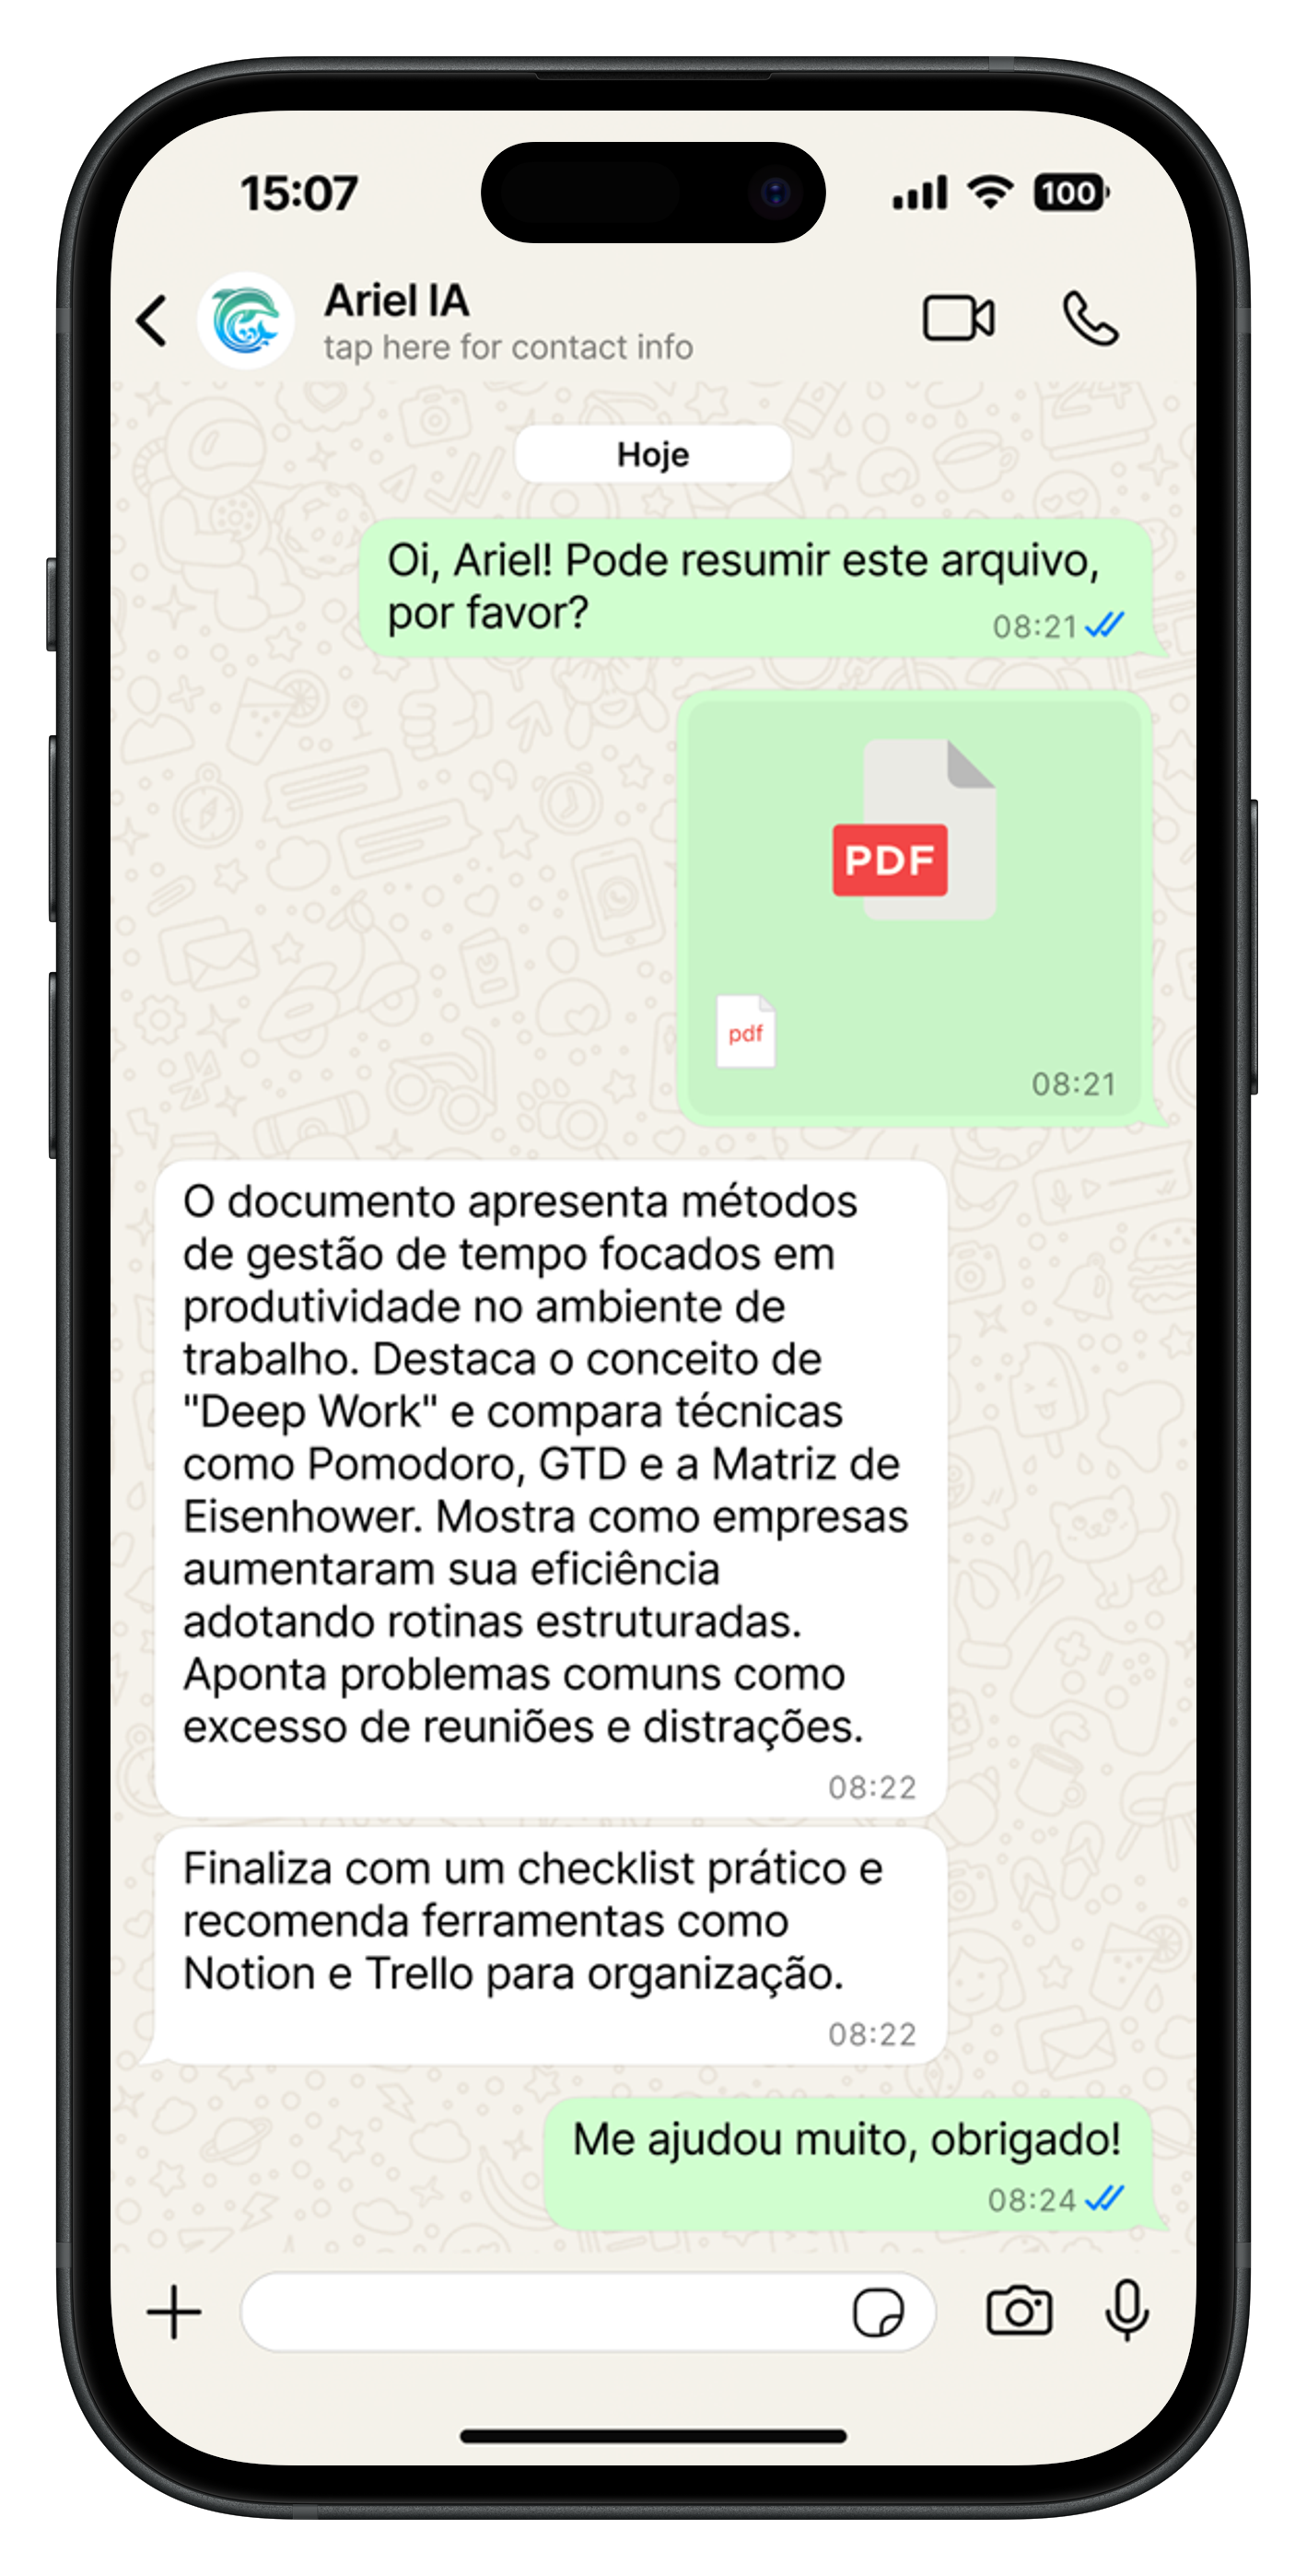 15:07
100
Ariel IA
tap here for contact info
Hoje
Oi, Ariel! Pode resumir este arquivo,
por favor?
08:21
PDF
pdf
08:21
O documento apresenta métodos
de gestão de tempo focados em
produtividade no ambiente de
trabalho. Destaca o conceito de
"Deep Work" e compara técnicas
como Pomodoro, GTD e a Matriz de
Eisenhower. Mostra como empresas
aumentaram sua eficiência
adotando rotinas estruturadas.
Aponta problemas comuns como
excesso de reuniões e distrações.
08:22
Finaliza com um checklist prático e
recomenda ferramentas como
Notion e Trello para organização.
08:22
Me ajudou muito, obrigado!
08:24